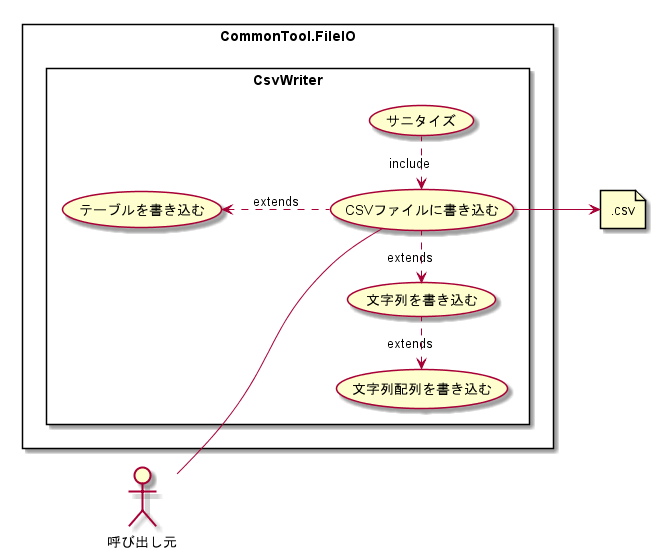 CommonTool.FileIO
CsvWriter
サニタイズ
include
テーブルを書き込む
extends
CSVファイルに書き込む
.csv
extends
文字列を書き込む
extends
文字列配列を書き込む
呼び出し元